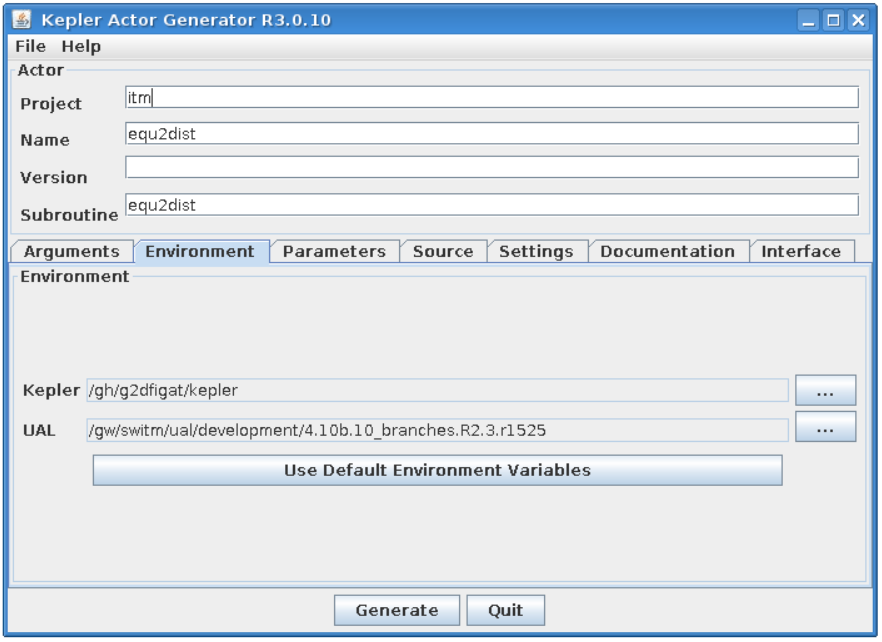 Kepler Actor Generator R3.0.10
File Help
Actor
Project itm
Name equ2dist
Version
Subroutine equ2dist
Arguments Environment Parameters Source Settings Documentation Interface
Environment
Kepler /gh/g2dfigat/kepler ...
UAL /gw/switm/ual/development/4.10b.10_branches.R2.3.r1525 ...
Use Default Environment Variables
Generate Quit